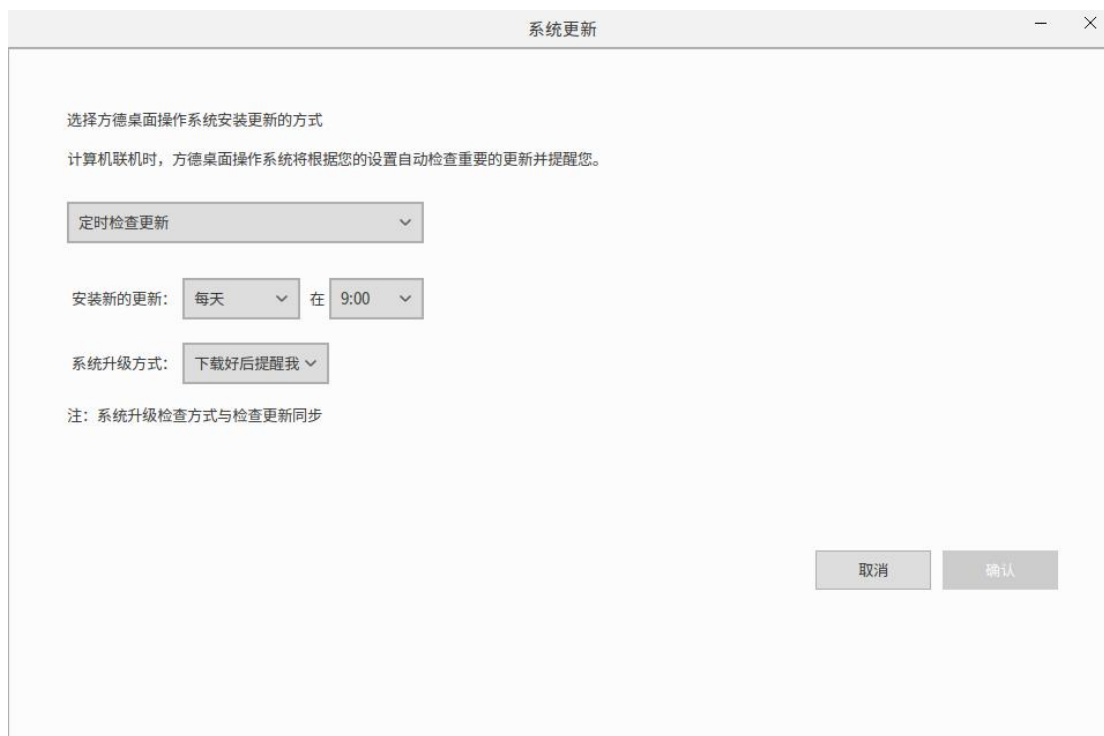 系统更新
选择方德桌面操作系统安装更新的方式
计算机联机时，方德桌面操作系统将根据您的设置自动检查重要的更新并提醒您。
定时检查更新
安装新的更新： 每天 在 9:00
系统升级方式： 下载好后提醒我
注：系统升级检查方式与检查更新同步
取消 确认